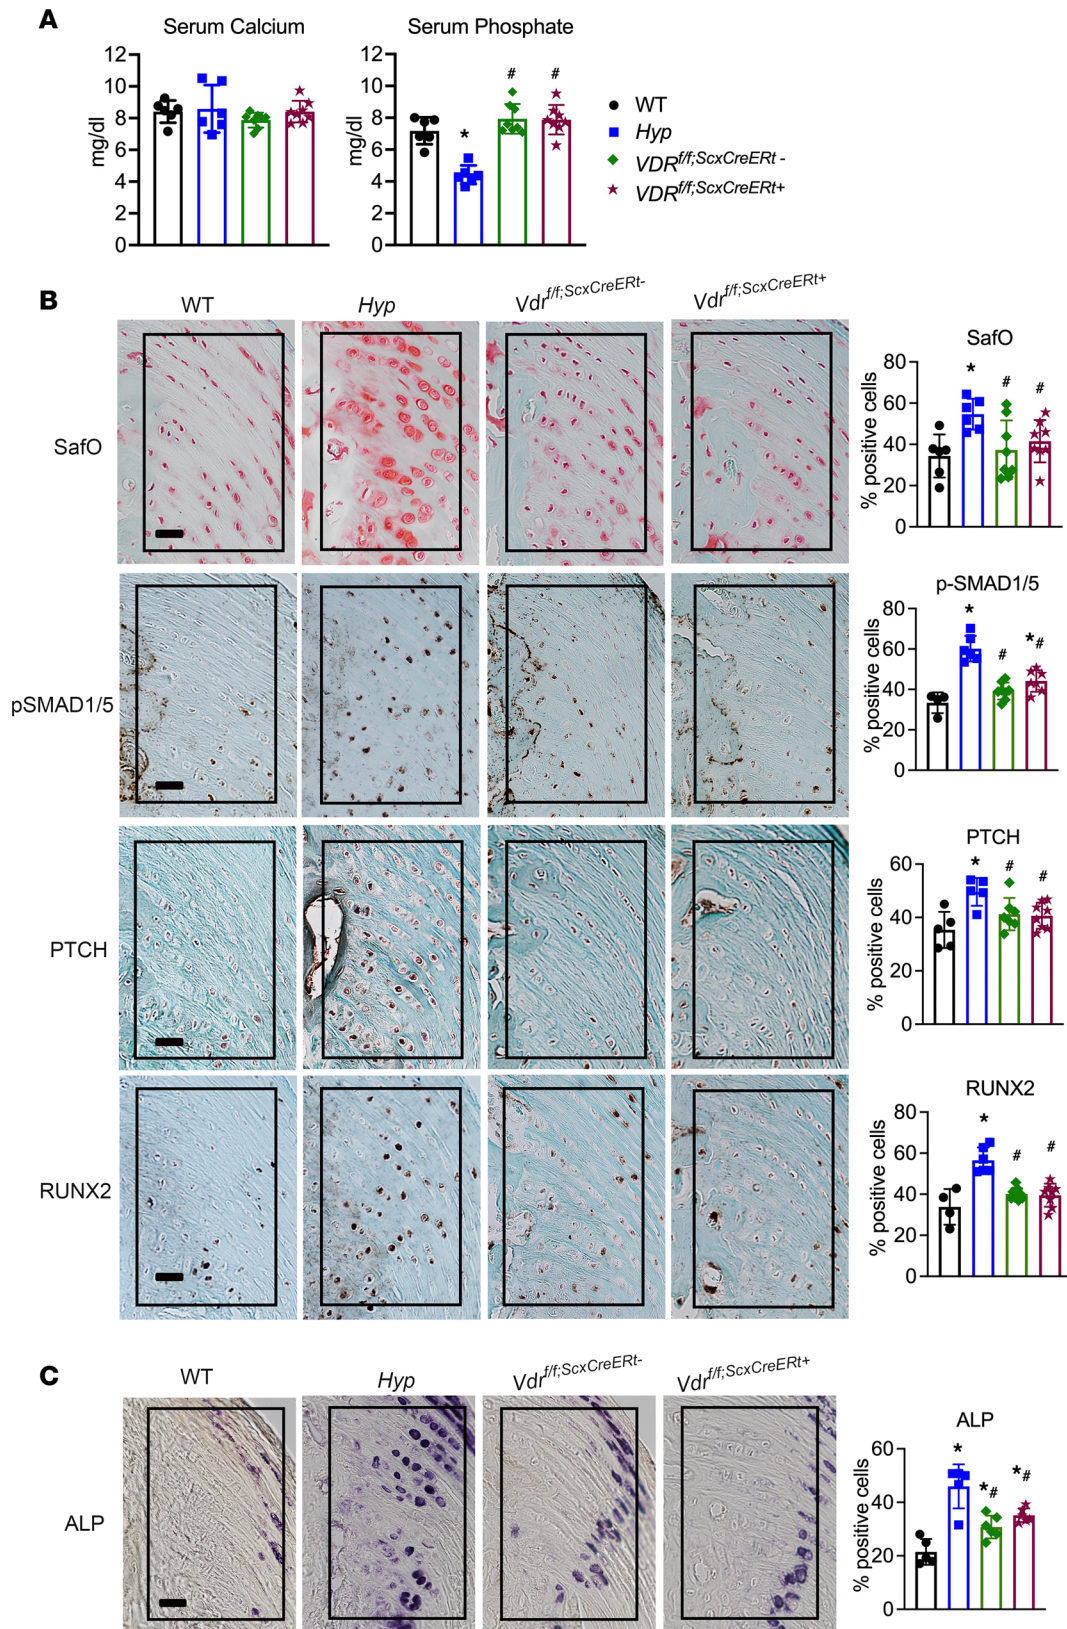 A
Serum Calcium
Serum Phosphate
mg/dl
12
10
8
6
4
2
0
mg/dl
12
10
8
6
4
2
0
*
#
#
WT
Hyp
VDRf/f;ScxCreERt -
VDRf/f;ScxCreERt+
B
WT
Hyp
Vdrf/f;ScxCreERt-
Vdrf/f;ScxCreERt+
SafO
SafO
% positive cells
80
60
40
20
0
*
#
#
pSMAD1/5
p-SMAD1/5
% positive cells
80
60
40
20
0
*
#
*#
PTCH
PTCH
% positive cells
60
40
20
0
*
#
#
RUNX2
RUNX2
% positive cells
80
60
40
20
0
*
#
#
C
WT
Hyp
Vdrf/f;ScxCreERt-
Vdrf/f;ScxCreERt+
ALP
ALP
% positive cells
60
40
20
0
*
*#
*#